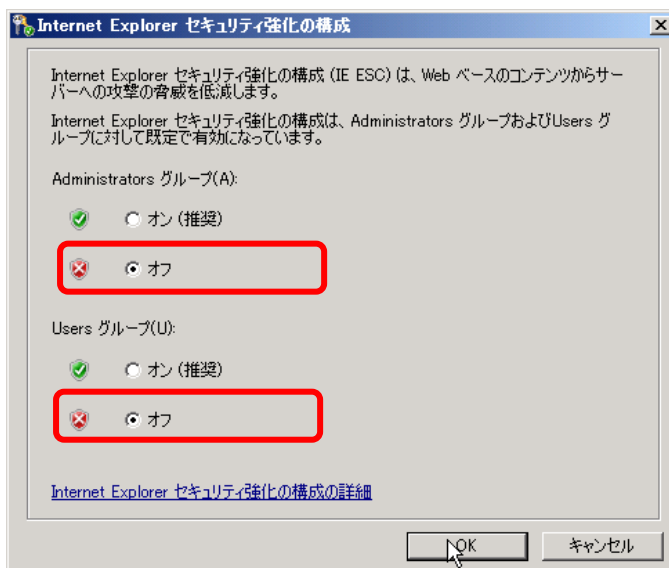 Internet Explorer セキュリティ強化の構成
Internet Explorer セキュリティ強化の構成 (IE ESC) は、Web ベースのコンテンツからサー
バーへの攻撃の脅威を低減します。
Internet Explorer セキュリティ強化の構成は、Administrators グループおよびUsers グ
ループに対して既定で有効になっています。
Administrators グループ(A):
オン (推奨)
オフ
Users グループ(U):
オン (推奨)
オフ
Internet Explorer セキュリティ強化の構成の詳細
OK
キャンセル